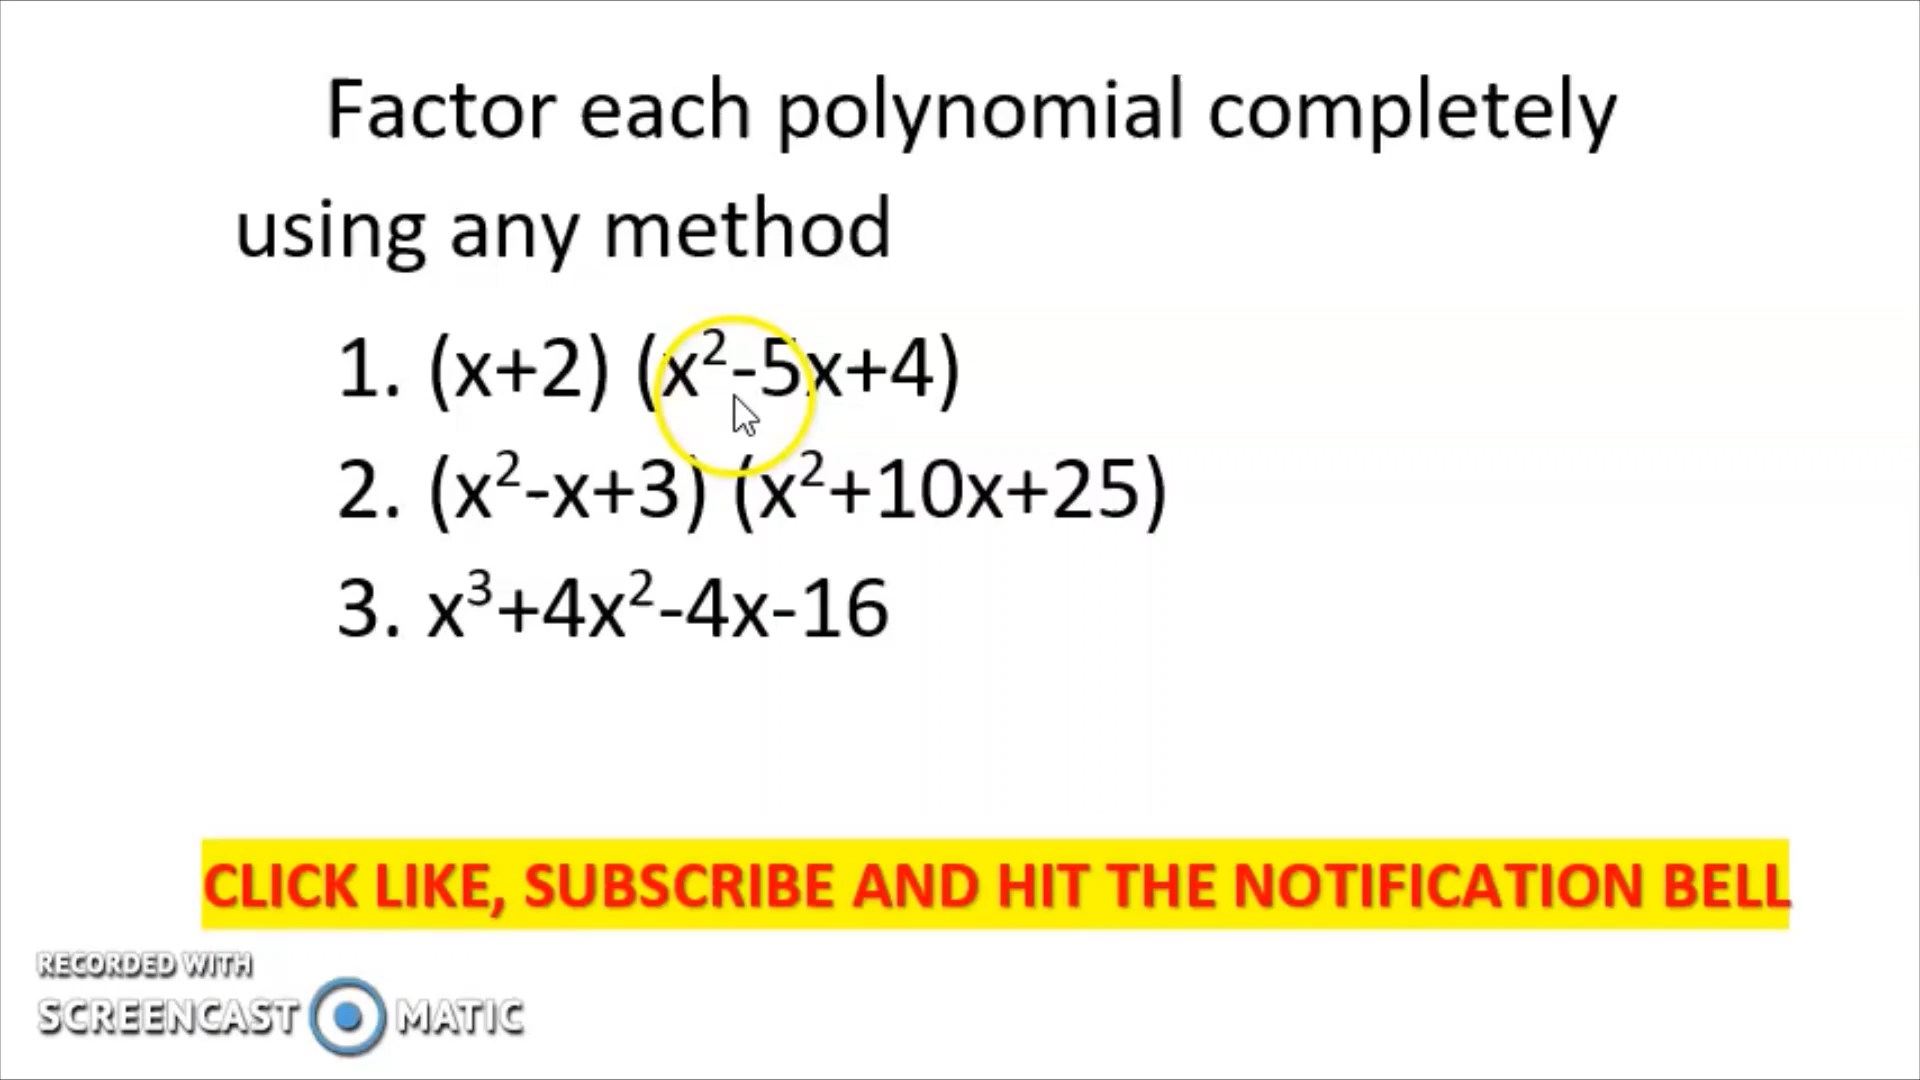 Factor each polynomial completely
using any method
1. (x+2) (x²-5x+4)
2. (x²-x+3) (x²+10x+25)
3. x³+4x²-4x-16
CLICK LIKE, SUBSCRIBE AND HIT THE NOTIFICATION BELL
RECORDED WITH
SCREENCAST MATIC